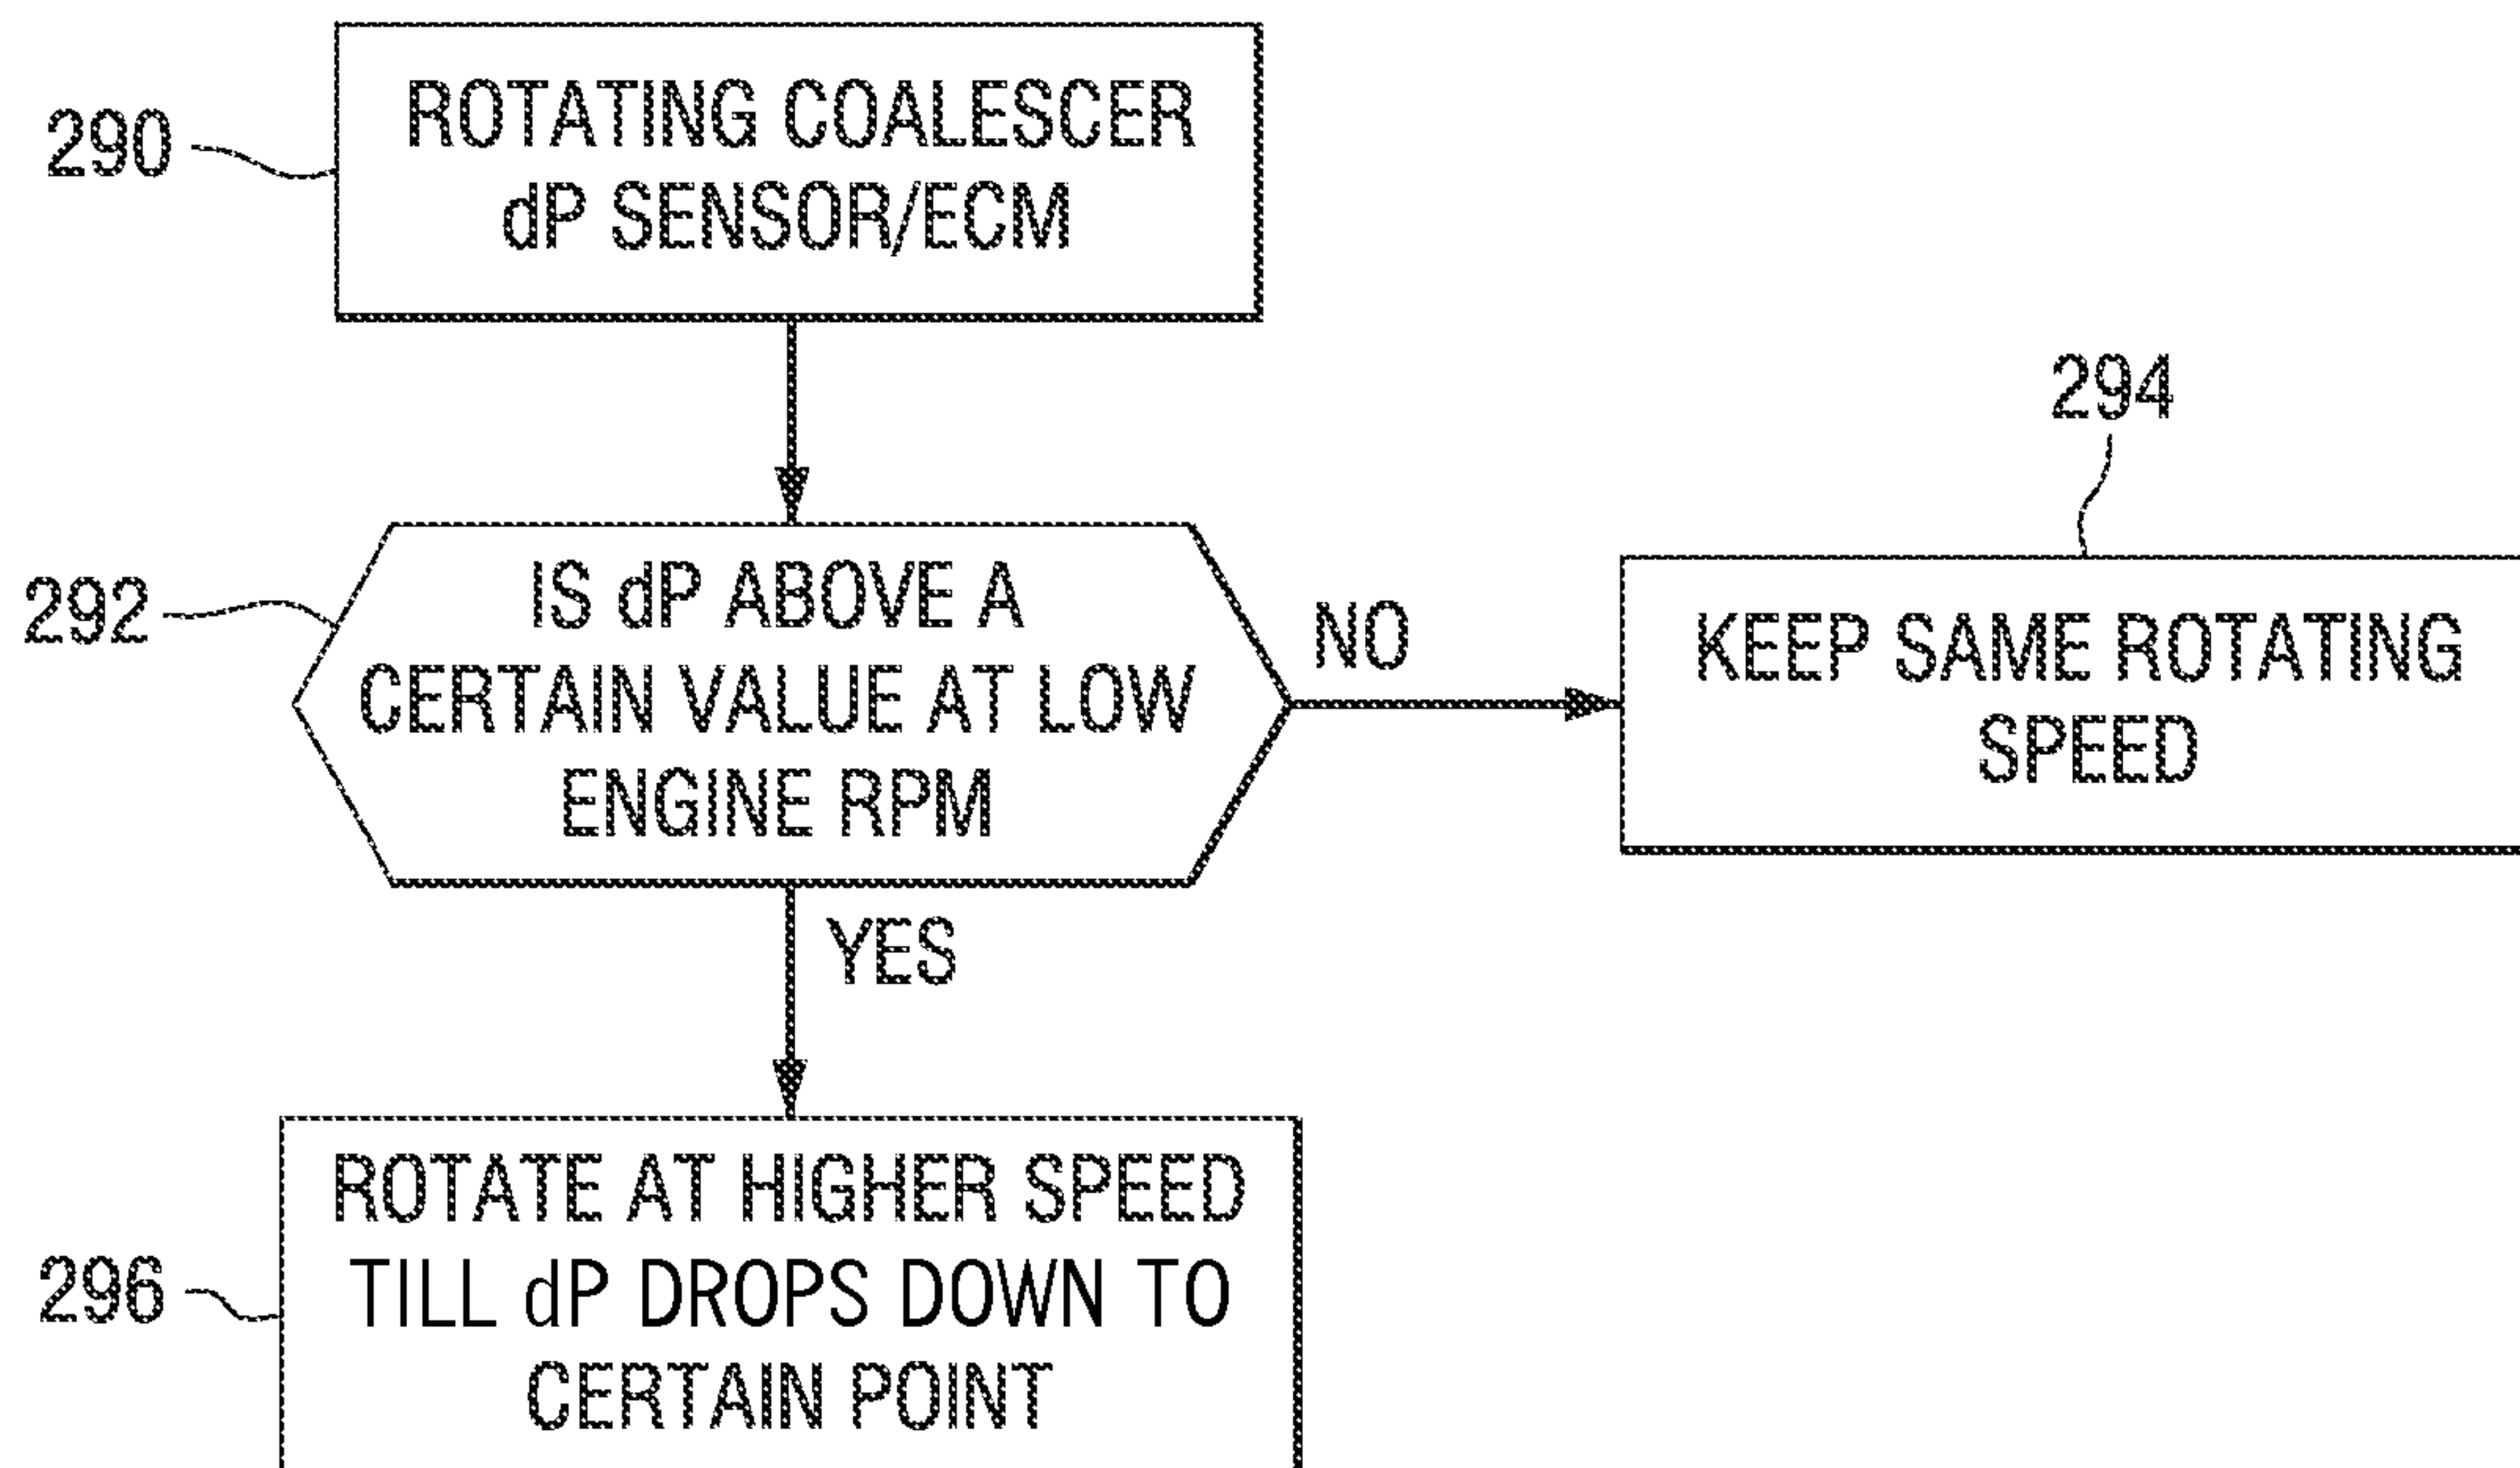 290
ROTATING COALESCER
dP SENSOR/ECM
292
IS dP ABOVE A
CERTAIN VALUE AT LOW
ENGINE RPM
NO
294
KEEP SAME ROTATING
SPEED
YES
296
ROTATE AT HIGHER SPEED
TILL dP DROPS DOWN TO
CERTAIN POINT